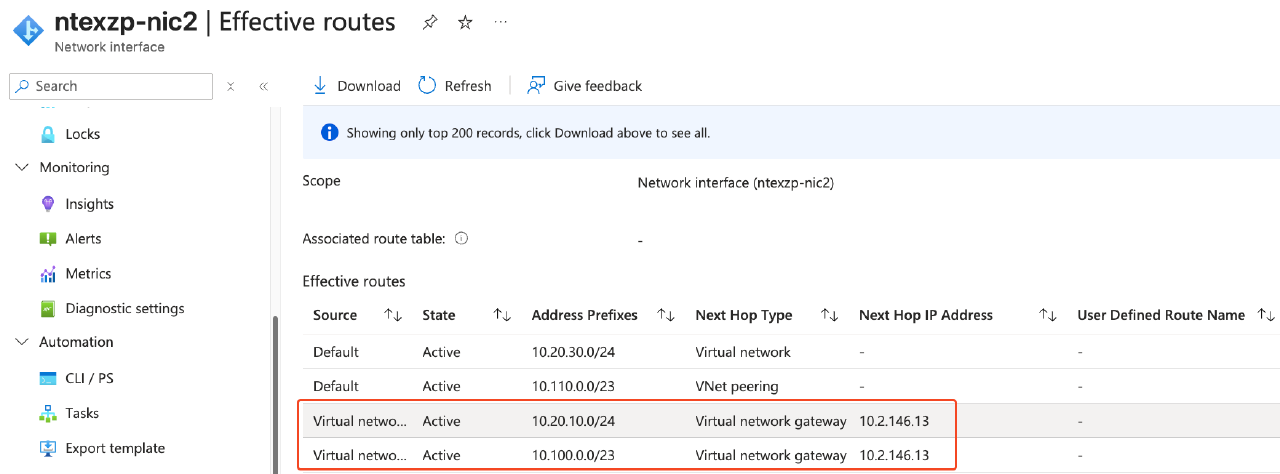 ntexzp-nic2 | Effective routes ...
Network interface
Search
Download Refresh Give feedback
Showing only top 200 records, click Download above to see all.
Locks
Monitoring
Insights
Alerts
Metrics
Diagnostic settings
Automation
CLI / PS
Tasks
Export template
Scope Network interface (ntexzp-nic2)
Associated route table: -
Effective routes
Source State Address Prefixes Next Hop Type Next Hop IP Address User Defined Route Name
Default Active 10.20.30.0/24 Virtual network - -
Default Active 10.110.0.0/23 VNet peering - -
Virtual netwo... Active 10.20.10.0/24 Virtual network gateway 10.2.146.13 -
Virtual netwo... Active 10.100.0.0/23 Virtual network gateway 10.2.146.13 -